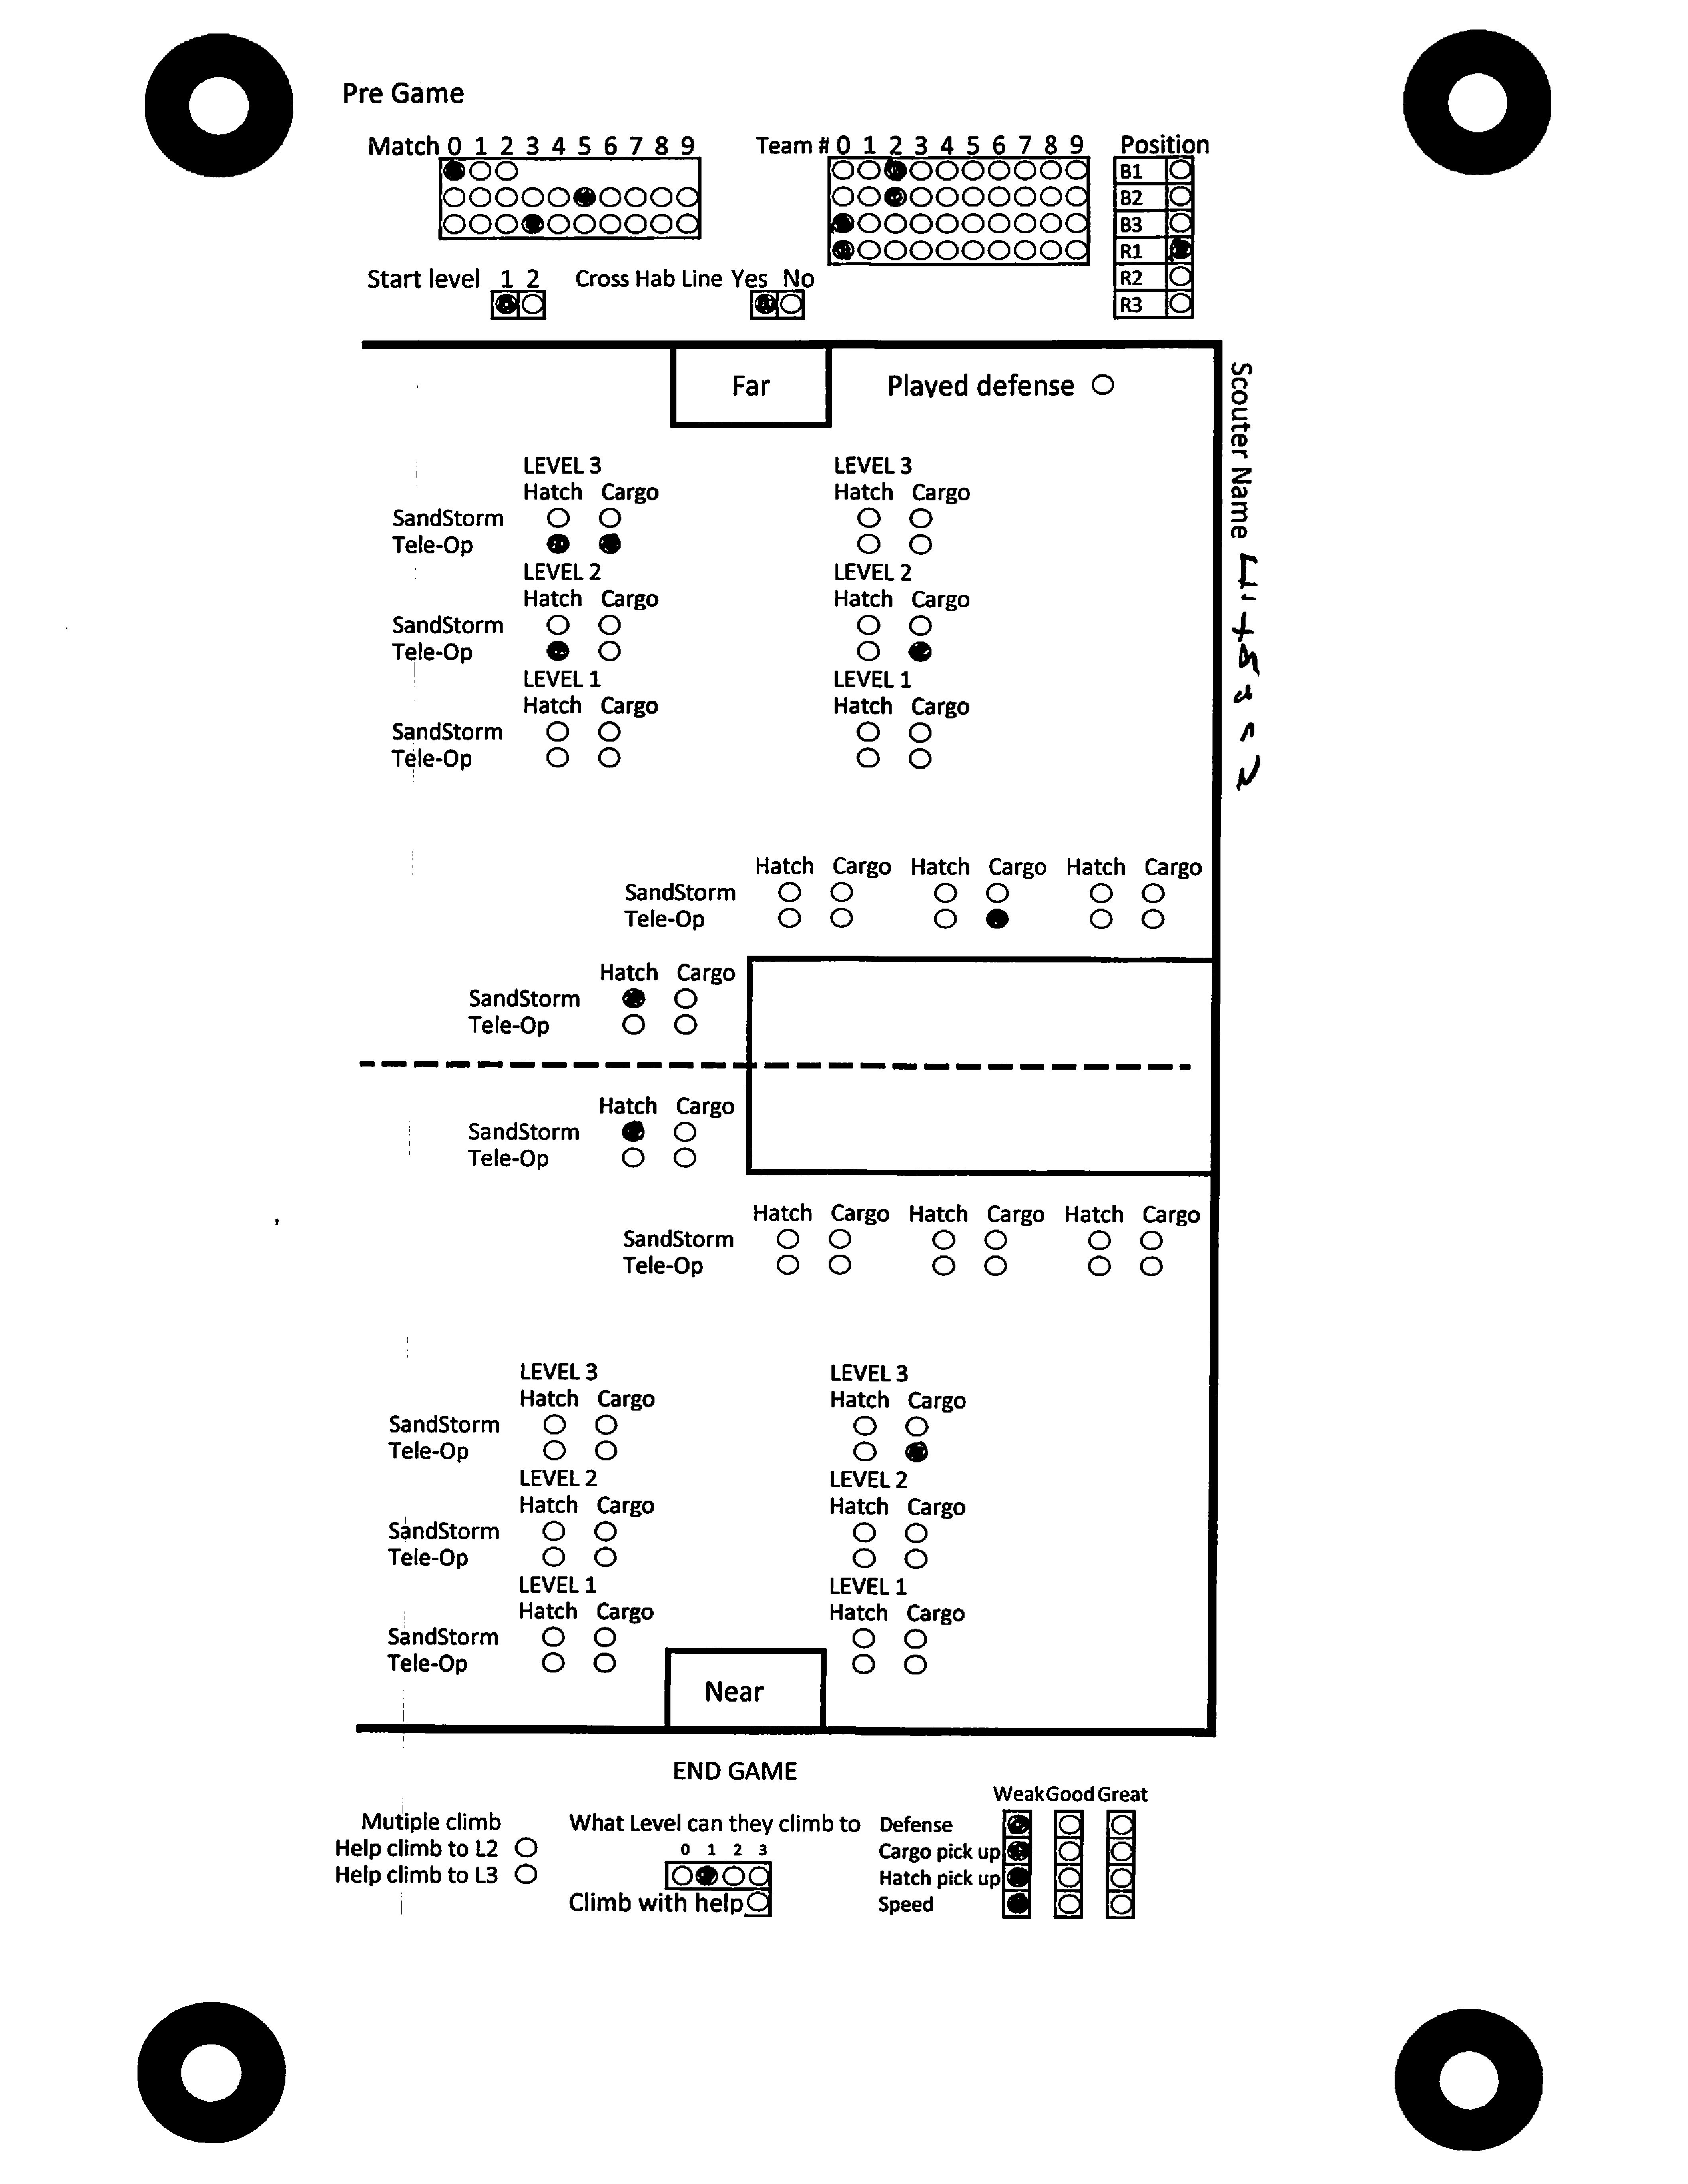 Pre Game
Match 0 1 2 3 4 5 6 7 8 9
Team # 0 1 2 3 4 5 6 7 8 9
Position
B1
B2
B3
R1
R2
R3
Start level 1 2
Cross Hab Line Yes No
Far
Played defense
Scouter Name
LEVEL 3 LEVEL 3
Hatch Cargo Hatch Cargo
SandStorm
Tele-Op
LEVEL 2 LEVEL 2
Hatch Cargo Hatch Cargo
SandStorm
Tele-Op
LEVEL 1 LEVEL 1
Hatch Cargo Hatch Cargo
SandStorm
Tele-Op
Hatch Cargo Hatch Cargo Hatch Cargo
SandStorm
Tele-Op
Hatch Cargo
SandStorm
Tele-Op
Hatch Cargo
SandStorm
Tele-Op
Hatch Cargo Hatch Cargo Hatch Cargo
SandStorm
Tele-Op
LEVEL 3 LEVEL 3
Hatch Cargo Hatch Cargo
SandStorm
Tele-Op
LEVEL 2 LEVEL 2
Hatch Cargo Hatch Cargo
SandStorm
Tele-Op
LEVEL 1 LEVEL 1
Hatch Cargo Hatch Cargo
SandStorm
Tele-Op
Near
END GAME
Mutiple climb
Help climb to L2
Help climb to L3
What Level can they climb to
0 1 2 3
Climb with help
Weak Good Great
Defense
Cargo pick up
Hatch pick up
Speed